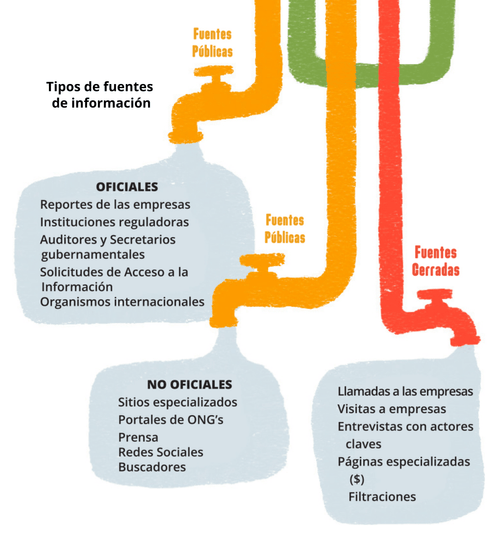 Fuentes
Públicas
Tipos de fuentes
de información
OFICIALES
Reportes de las empresas
Instituciones reguladoras
Auditores y Secretarios
gubernamentales
Solicitudes de Acceso a la
Información
Organismos internacionales
Fuentes
Públicas
NO OFICIALES
Sitios especializados
Portales de ONG’s
Prensa
Redes Sociales
Buscadores
Fuentes
Cerradas
Llamadas a las empresas
Visitas a empresas
Entrevistas con actores
claves
Páginas especializadas
($)
Filtraciones